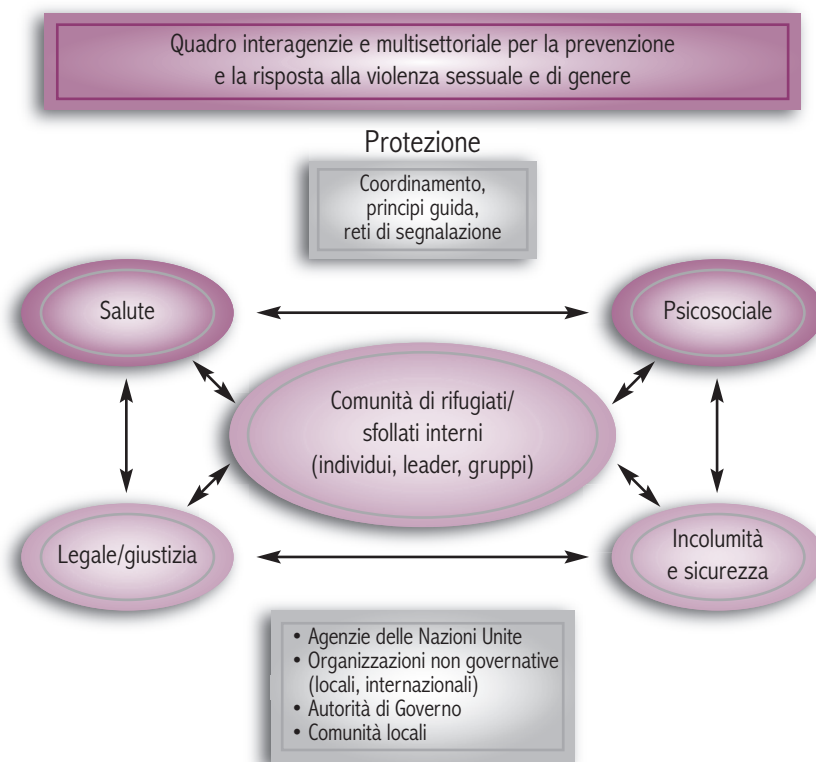 Quadro interagenzie e multisettoriale per la prevenzione
e la risposta alla violenza sessuale e di genere
Protezione
Coordinamento,
principi guida,
reti di segnalazione
Salute
Psicosociale
Comunità di rifugiati/
sfollati interni
(individui, leader, gruppi)
Legale/giustizia
Incolumità
e sicurezza
• Agenzie delle Nazioni Unite
• Organizzazioni non governative
(locali, internazionali)
• Autorità di Governo
• Comunità locali